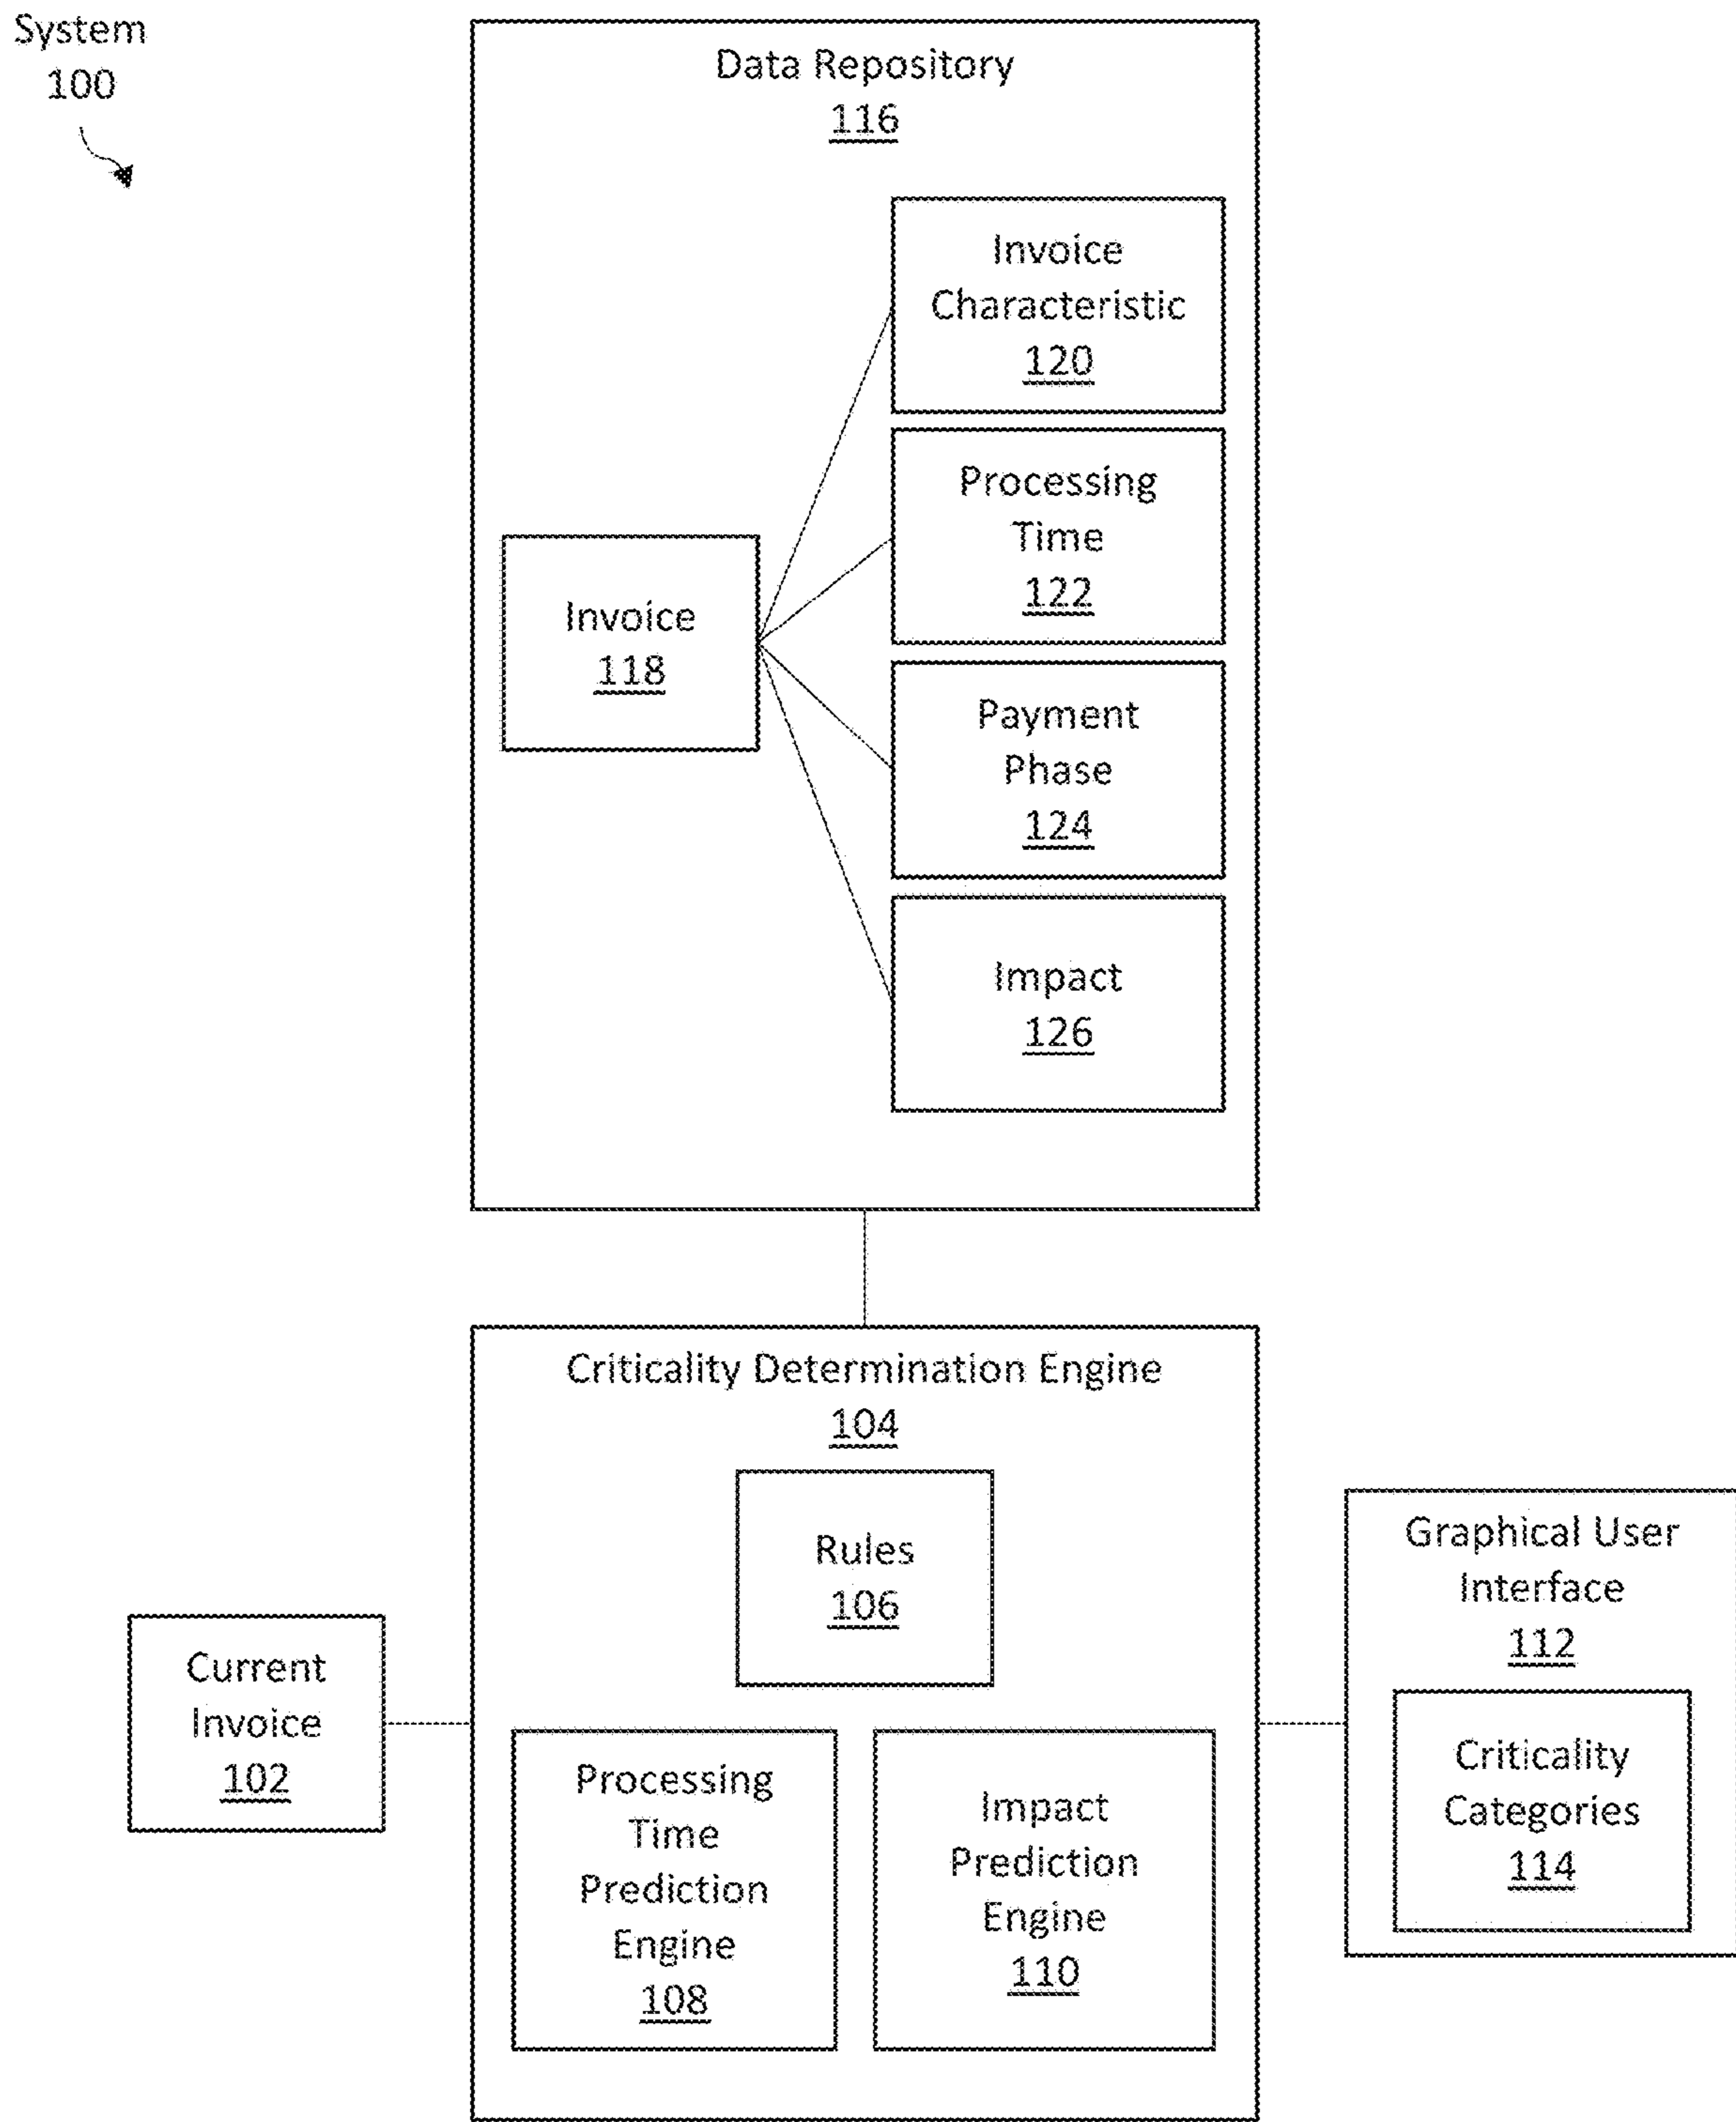 System
100
Data Repository
116
Invoice
Characteristic
120
Processing
Time
122
Invoice
118
Payment
Phase
124
Impact
126
Criticality Determination Engine
104
Rules
106
Current
Invoice
102
Processing
Time
Prediction
Engine
108
Impact
Prediction
Engine
110
Graphical User
Interface
112
Criticality
Categories
114